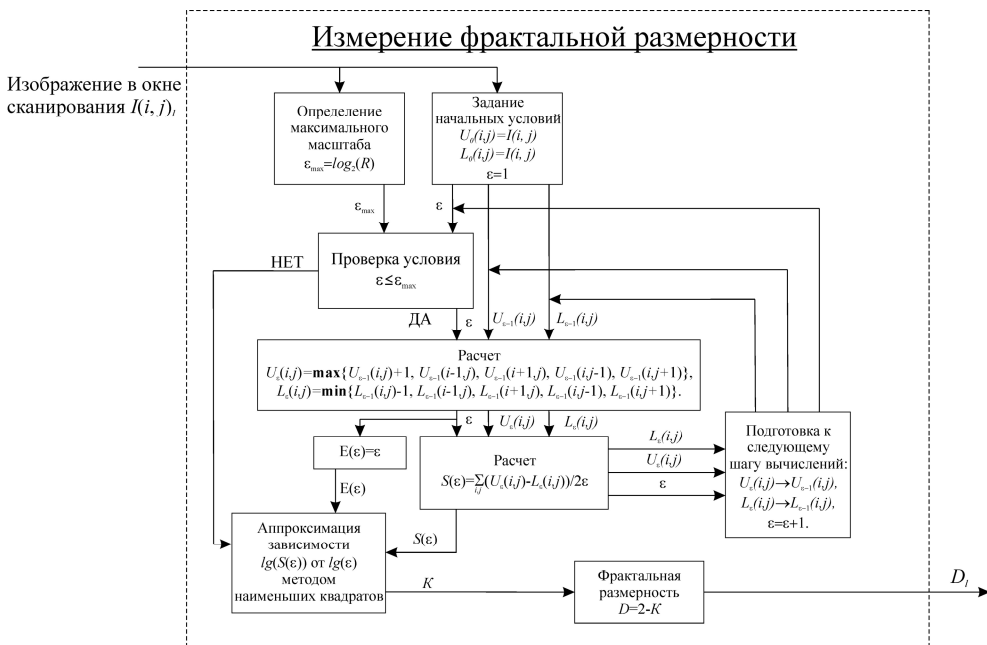 Измерение фрактальной размерности
Изображение в окне
сканирования I(i, j)ₗ
Определение
максимального
масштаба
εmax=log₂(R)
Задание
начальных условий
U₀(i,j)=I(i, j)
L₀(i,j)=I(i, j)
ε=1
εmax
ε
Проверка условия
ε≤εmax
НЕТ
ДА
ε
Uε−1(i,j)
Lε−1(i,j)
Расчет
Uε(i,j)=max{Uε−1(i,j)+1, Uε−1(i-1,j), Uε−1(i+1,j), Uε−1(i,j-1), Uε−1(i,j+1)},
Lε(i,j)=min{Lε−1(i,j)-1, Lε−1(i-1,j), Lε−1(i+1,j), Lε−1(i,j-1), Lε−1(i,j+1)}.
ε
Uε(i,j)
Lε(i,j)
E(ε)=ε
E(ε)
Расчет
S(ε)=∑i,j(Uε(i,j)-Lε(i,j))/2ε
Lε(i,j)
Uε(i,j)
ε
Подготовка к
следующему
шагу вычислений:
Uε(i,j)→Uε−1(i,j),
Lε(i,j)→Lε−1(i,j),
ε=ε+1.
S(ε)
Аппроксимация
зависимости
lg(S(ε)) от lg(ε)
методом
наименьших квадратов
K
Фрактальная
размерность
D=2-K
Dₗ